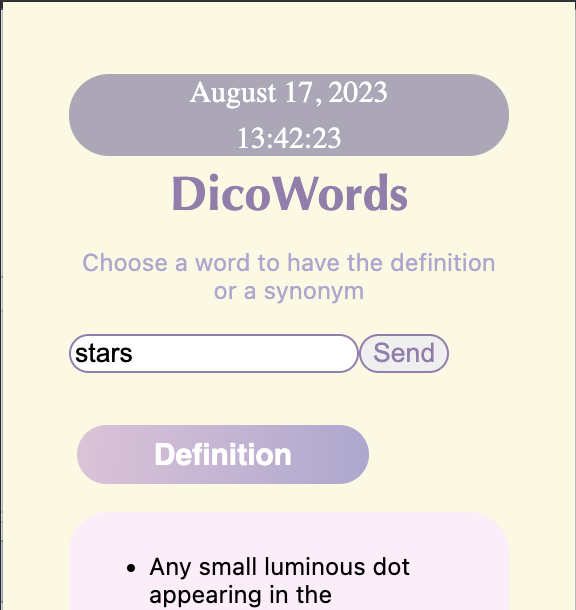 August 17, 2023
13:42:23
DicoWords
Choose a word to have the definition
or a synonym
stars Send
Definition
• Any small luminous dot
appearing in the